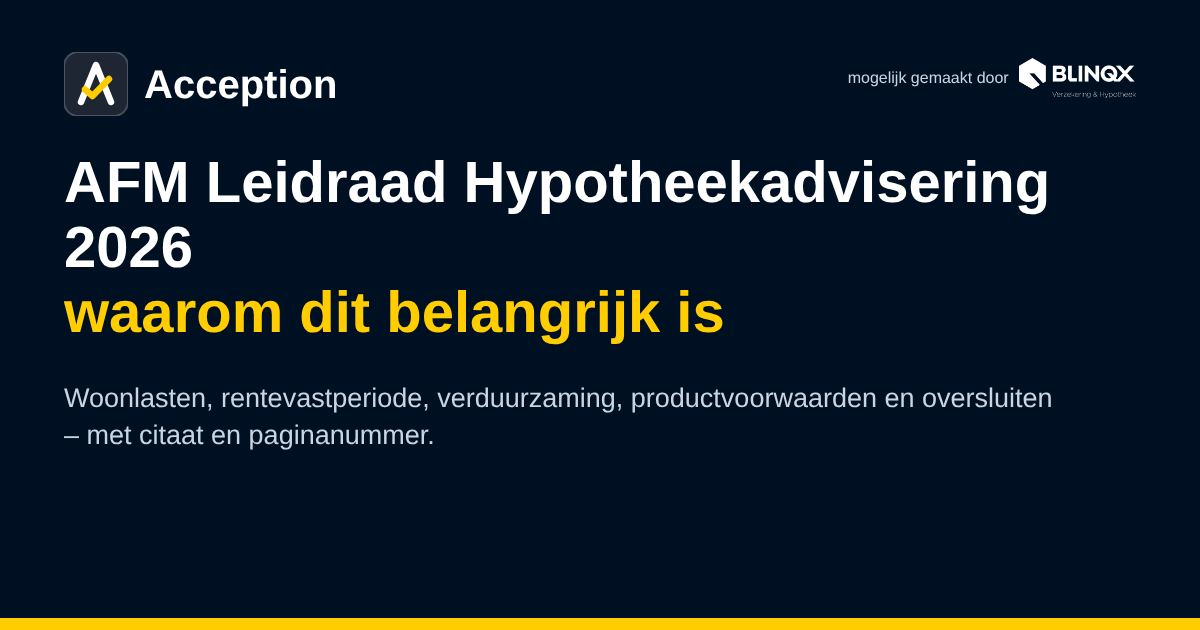 Acception
mogelijk gemaakt door
BLINQX
Verzekering & Hypotheek
AFM Leidraad Hypotheekadvisering
2026
waarom dit belangrijk is
Woonlasten, rentevastperiode, verduurzaming, productvoorwaarden en oversluiten
– met citaat en paginanummer.